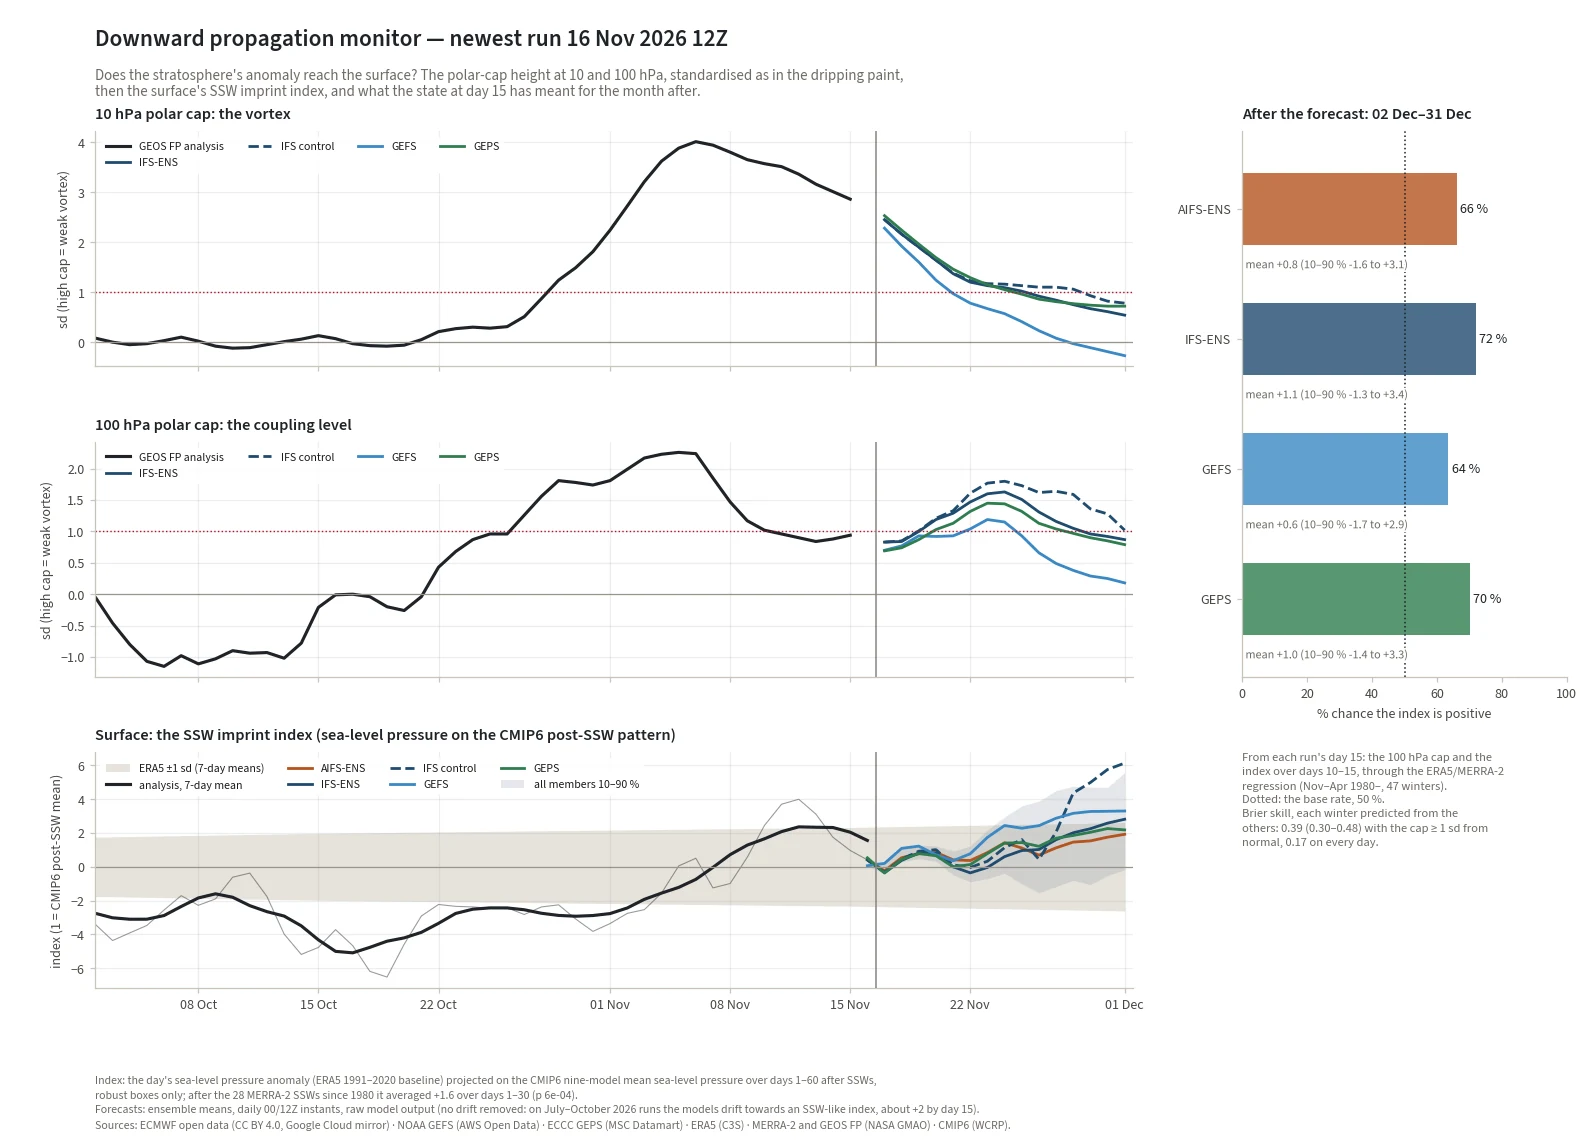 Downward propagation monitor — newest run 16 Nov 2026 12Z
Does the stratosphere's anomaly reach the surface? The polar-cap height at 10 and 100 hPa, standardised as in the dripping paint,
then the surface's SSW imprint index, and what the state at day 15 has meant for the month after.
10 hPa polar cap: the vortex
GEOS FP analysis
IFS-ENS
IFS control
GEFS
GEPS
sd (high cap = weak vortex)
4
3
2
1
0
100 hPa polar cap: the coupling level
GEOS FP analysis
IFS-ENS
IFS control
GEFS
GEPS
sd (high cap = weak vortex)
2.0
1.5
1.0
0.5
0.0
−0.5
−1.0
Surface: the SSW imprint index (sea-level pressure on the CMIP6 post-SSW pattern)
ERA5 ±1 sd (7-day means)
analysis, 7-day mean
AIFS-ENS
IFS-ENS
IFS control
GEFS
GEPS
all members 10–90 %
index (1 = CMIP6 post-SSW mean)
6
4
2
0
−2
−4
−6
08 Oct
15 Oct
22 Oct
01 Nov
08 Nov
15 Nov
22 Nov
01 Dec
After the forecast: 02 Dec–31 Dec
AIFS-ENS
66 %
mean +0.8 (10–90 % -1.6 to +3.1)
IFS-ENS
72 %
mean +1.1 (10–90 % -1.3 to +3.4)
GEFS
64 %
mean +0.6 (10–90 % -1.7 to +2.9)
GEPS
70 %
mean +1.0 (10–90 % -1.4 to +3.3)
0
20
40
60
80
100
% chance the index is positive
From each run's day 15: the 100 hPa cap and the
index over days 10–15, through the ERA5/MERRA-2
regression (Nov–Apr 1980–, 47 winters).
Dotted: the base rate, 50 %.
Brier skill, each winter predicted from the
others: 0.39 (0.30–0.48) with the cap ≥ 1 sd from
normal, 0.17 on every day.
Index: the day's sea-level pressure anomaly (ERA5 1991–2020 baseline) projected on the CMIP6 nine-model mean sea-level pressure over days 1–60 after SSWs,
robust boxes only; after the 28 MERRA-2 SSWs since 1980 it averaged +1.6 over days 1–30 (p 6e-04).
Forecasts: ensemble means, daily 00/12Z instants, raw model output (no drift removed: on July–October 2026 runs the models drift towards an SSW-like index, about +2 by day 15).
Sources: ECMWF open data (CC BY 4.0, Google Cloud mirror) · NOAA GEFS (AWS Open Data) · ECCC GEPS (MSC Datamart) · ERA5 (C3S) · MERRA-2 and GEOS FP (NASA GMAO) · CMIP6 (WCRP).